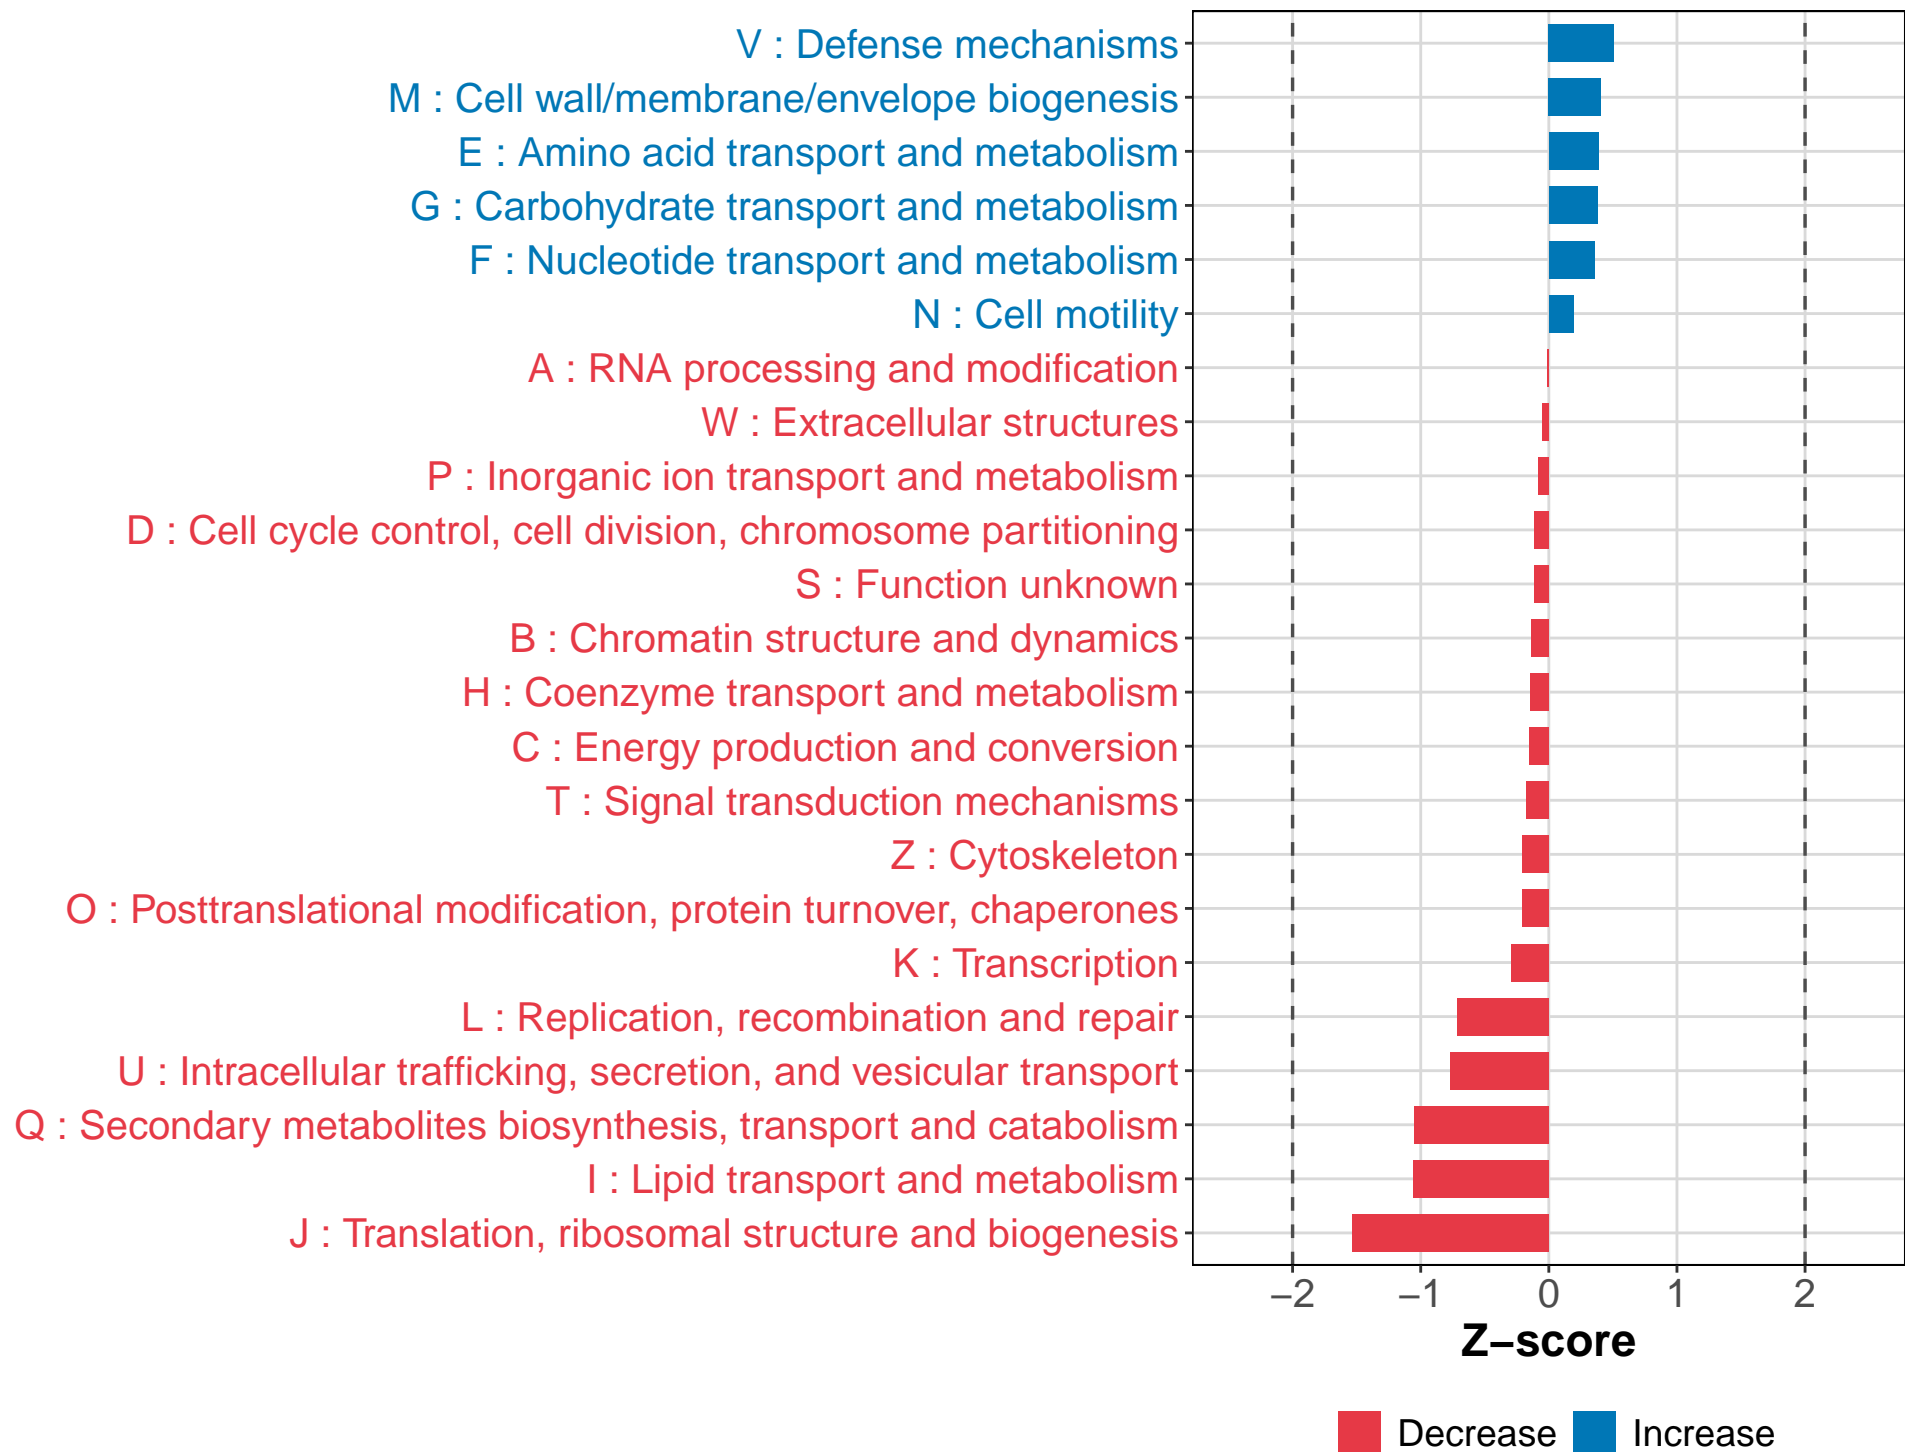 V : Defense mechanisms
M : Cell wall/membrane/envelope biogenesis
E : Amino acid transport and metabolism
G : Carbohydrate transport and metabolism
F : Nucleotide transport and metabolism
N : Cell motility
A : RNA processing and modification
W : Extracellular structures
P : Inorganic ion transport and metabolism
D : Cell cycle control, cell division, chromosome partitioning
S : Function unknown
B : Chromatin structure and dynamics
H : Coenzyme transport and metabolism
C : Energy production and conversion
T : Signal transduction mechanisms
Z : Cytoskeleton
O : Posttranslational modification, protein turnover, chaperones
K : Transcription
L : Replication, recombination and repair
U : Intracellular trafficking, secretion, and vesicular transport
Q : Secondary metabolites biosynthesis, transport and catabolism
I : Lipid transport and metabolism
J : Translation, ribosomal structure and biogenesis
−2 −1 0 1 2
Z−score
Decrease Increase